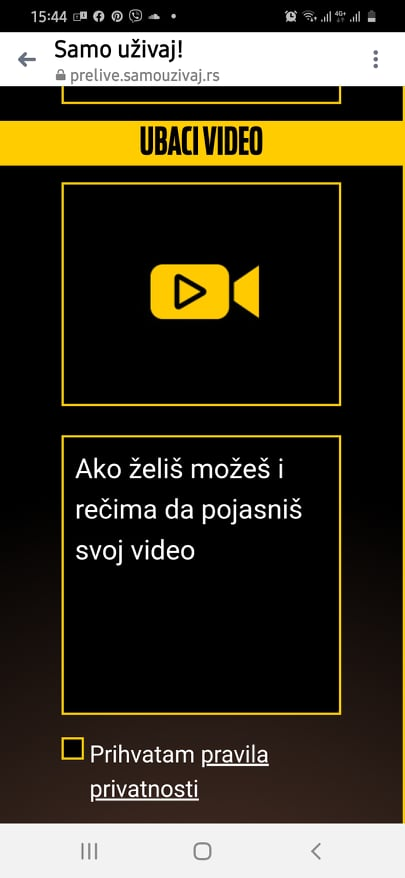 15:44
4G+
Samo uživaj!
prelive.samouzivaj.rs
UBACI VIDEO
Ako želiš možeš i
rečima da pojasniš
svoj video
Prihvatam pravila
privatnosti